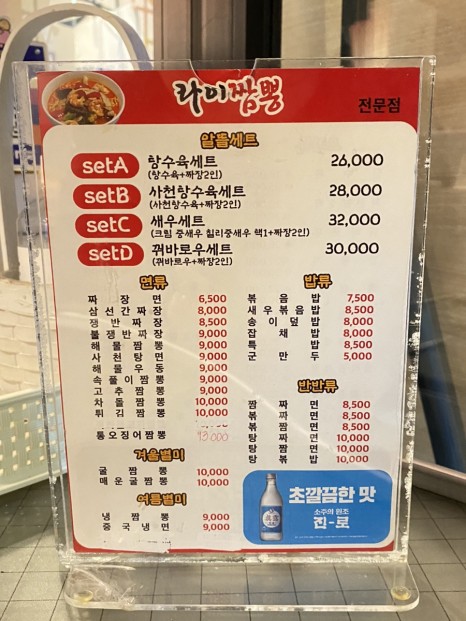 라이짬뽕
전문점
알뜰세트
setA 탕수육세트 26,000
(탕수육+짜장2인)
setB 사천탕수육세트 28,000
(사천탕수육+짜장2인)
setC 새우세트 32,000
(크림 중새우 칠리중새우 택1+짜장2인)
setD 꿔바로우세트 30,000
(꿔바로우+짜장2인)
면류
짜장면 6,500
삼선간짜장 8,000
쟁반짜장 8,500
불쟁반짜장 9,000
해물짬뽕 9,000
사천탕면 9,000
해물우동 9,000
속풀이짬뽕 9,000
고추짬뽕 9,000
차돌짬뽕 10,000
튀김짬뽕 10,000
통오징어짬뽕 13,000
겨울별미
굴짬뽕 10,000
매운굴짬뽕 10,000
여름별미
냉짬뽕 9,000
중국냉면 9,000
밥류
볶음밥 7,500
새우볶음밥 8,500
송이덮밥 8,000
잡채밥 8,000
특밥 8,500
군만두 5,000
반반류
짬짜면 8,500
볶짜면 8,500
볶짬면 8,500
탕짜면 10,000
탕짬면 10,000
탕볶밥 10,000
초깔끔한 맛
소주의 원조
진-로